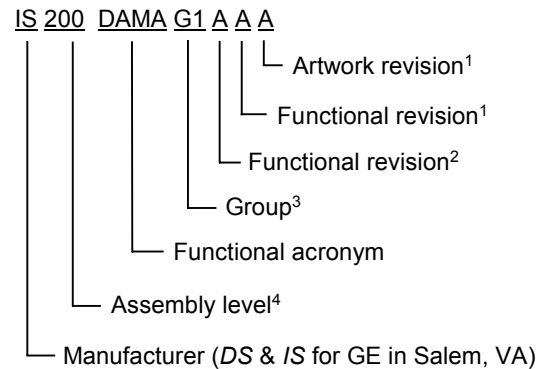 IS 200 DAMA G1 A A A
Artwork revision¹
Functional revision¹
Functional revision²
Group³
Functional acronym
Assembly level⁴
Manufacturer (DS & IS for GE in Salem, VA)